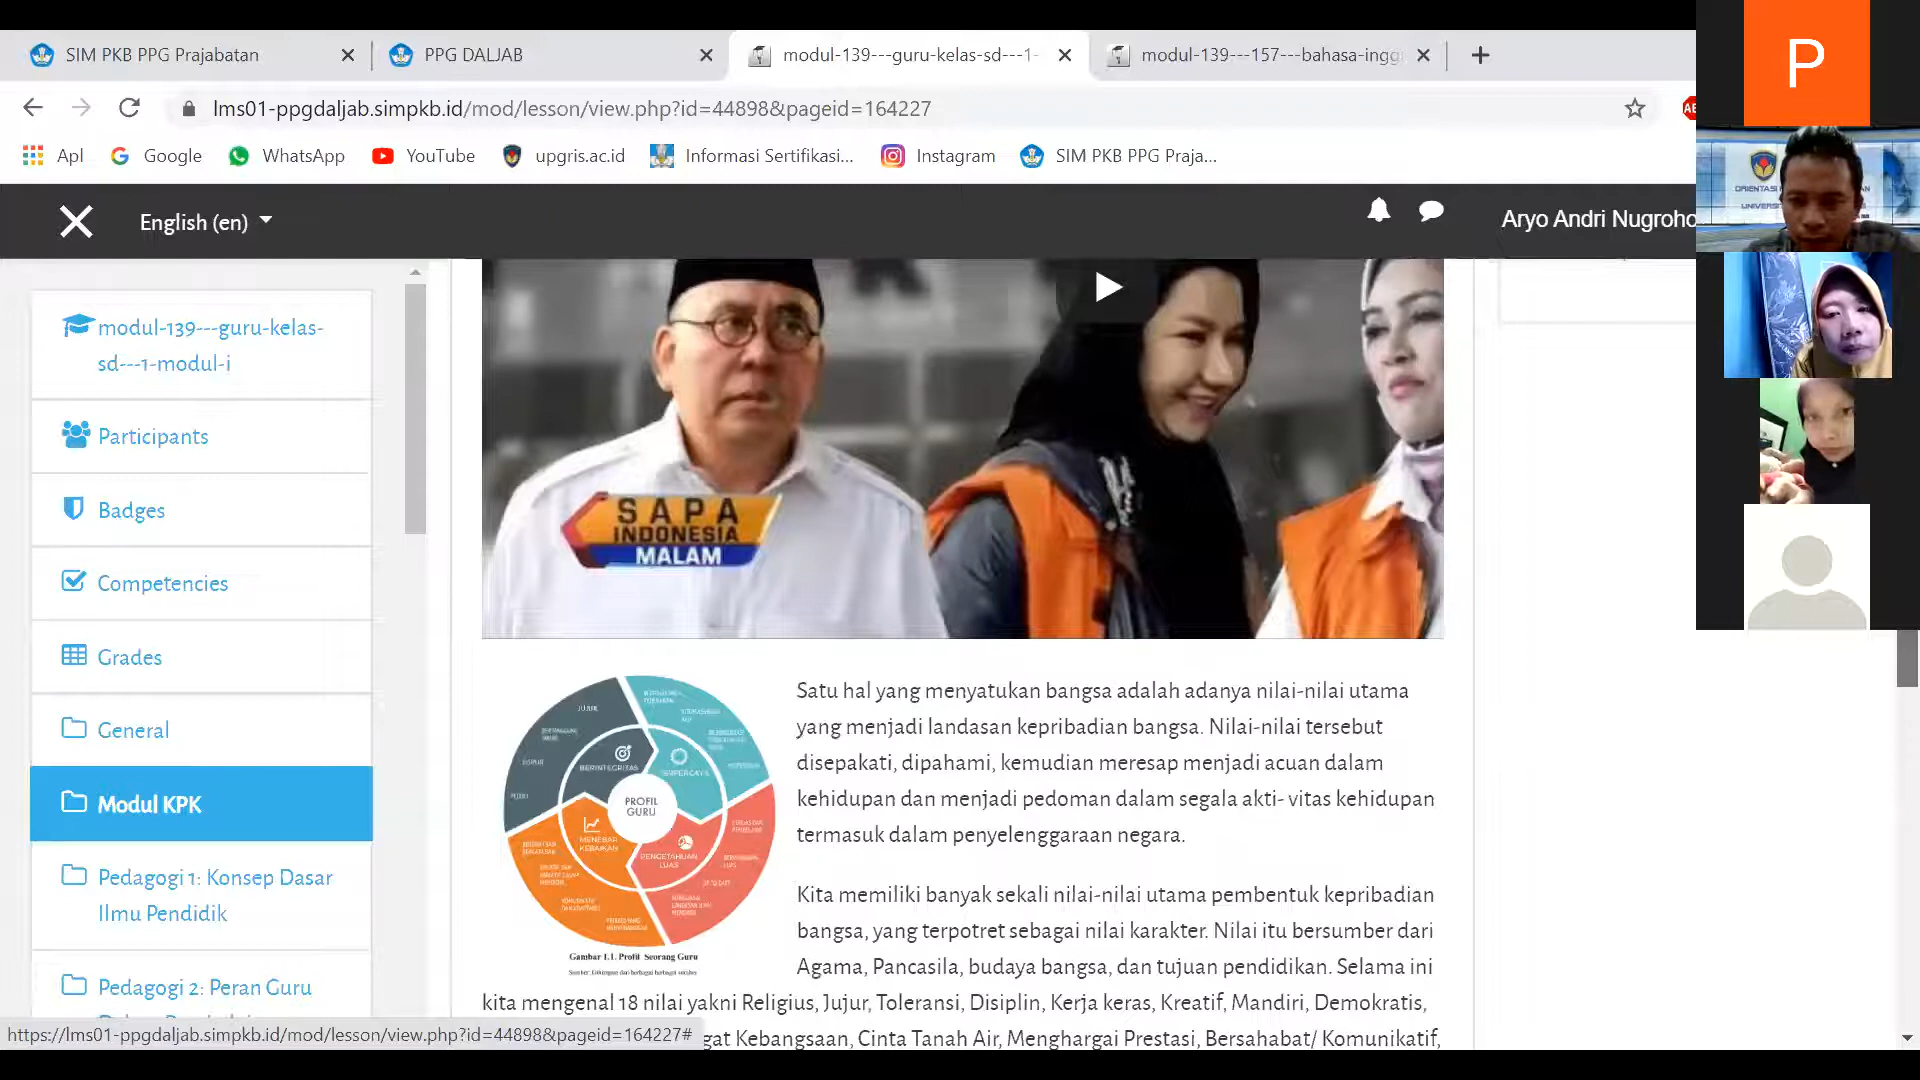 SIM PKB PPG Prajabatan
PPG DALJAB
modul-139---guru-kelas-sd---1-
modul-139---157---bahasa-ingg
P
lms01-ppgdaljab.simpkb.id/mod/lesson/view.php?id=44898&pageid=164227
Apl
Google
WhatsApp
YouTube
upgris.ac.id
Informasi Sertifikasi...
Instagram
SIM PKB PPG Praja...
English (en)
Aryo Andri Nugroho
modul-139---guru-kelas-
sd---1-modul-i
Participants
Badges
Competencies
Grades
General
Modul KPK
Pedagogi 1: Konsep Dasar
Ilmu Pendidik
Pedagogi 2: Peran Guru
SAPA
INDONESIA
MALAM
BERINTEGRITAS
PROFIL
GURU
MENEBAR
KEBAIKAN
PENGETAHUAN
LUAS
Gambar 1.1. Profil Seorang Guru
Satu hal yang menyatukan bangsa adalah adanya nilai-nilai utama
yang menjadi landasan kepribadian bangsa. Nilai-nilai tersebut
disepakati, dipahami, kemudian meresap menjadi acuan dalam
kehidupan dan menjadi pedoman dalam segala akti- vitas kehidupan
termasuk dalam penyelenggaraan negara.
Kita memiliki banyak sekali nilai-nilai utama pembentuk kepribadian
bangsa, yang terpotret sebagai nilai karakter. Nilai itu bersumber dari
Agama, Pancasila, budaya bangsa, dan tujuan pendidikan. Selama ini
kita mengenal 18 nilai yakni Religius, Jujur, Toleransi, Disiplin, Kerja keras, Kreatif, Mandiri, Demokratis,
gat Kebangsaan, Cinta Tanah Air, Menghargai Prestasi, Bersahabat/ Komunikatif,
https://lms01-ppgdaljab.simpkb.id/mod/lesson/view.php?id=44898&pageid=164227#